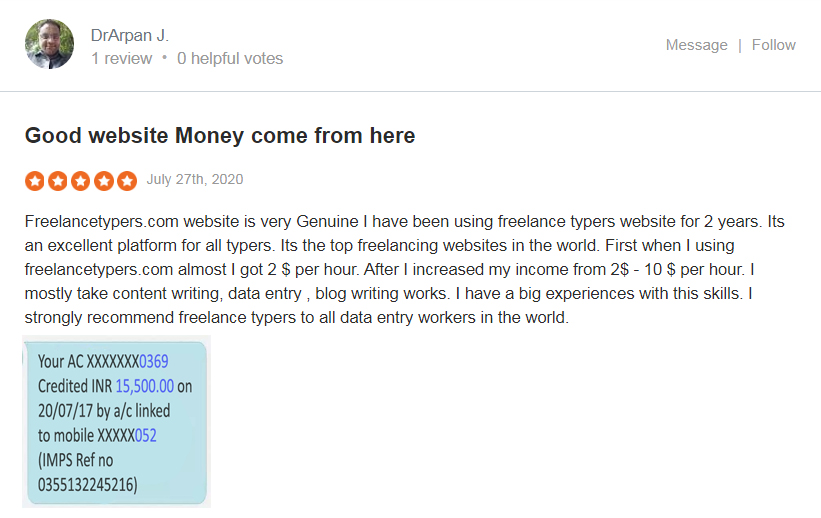 DrArpan J.
1 review • 0 helpful votes
Message | Follow
Good website Money come from here
July 27th, 2020
Freelancetypers.com website is very Genuine I have been using freelance typers website for 2 years. Its
an excellent platform for all typers. Its the top freelancing websites in the world. First when I using
freelancetypers.com almost I got 2 $ per hour. After I increased my income from 2$ - 10 $ per hour. I
mostly take content writing, data entry , blog writing works. I have a big experiences with this skills. I
strongly recommend freelance typers to all data entry workers in the world.
Your AC XXXXXXX0369
Credited INR 15,500.00 on
20/07/17 by a/c linked
to mobile XXXXX052
(IMPS Ref no
0355132245216)